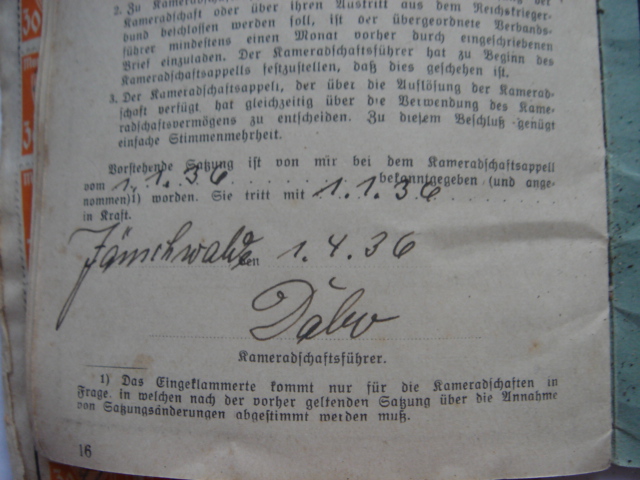 2. Zu Kamerad
Kameradschaft oder über ihren Austritt aus dem Reichskrieger-
bund beschlossen werden soll, ist der übergeordnete Verbands-
führer mindestens einen Monat vorher durch eingeschriebenen
Brief einzuladen. Der Kameradschaftsführer hat zu Beginn des
Kameradschaftsappells festzustellen, daß dies geschehen ist.
3. Der Kameradschaftsappell, der über die Auflösung der Kamerad-
schaft verfügt hat gleichzeitig über die Verwendung des Kame-
radschaftsvermögens zu entscheiden. Zu diesem Beschluß genügt
einfache Stimmenmehrheit.
Vorstehende Satzung ist von mir bei dem Kameradschaftsappell
vom 1. 1. 36 bekanntgegeben (und ange-
nommen)1) worden. Sie tritt mit 1. 1. 36
in Kraft.
Jänschwalde den 1. 4. 36
Kameradschaftsführer.
1) Das Eingeklammerte kommt nur für die Kameradschaften in
Frage, in welchen nach der vorher geltenden Satzung über die Annahme
von Satzungsänderungen abgestimmt werden muß.
16